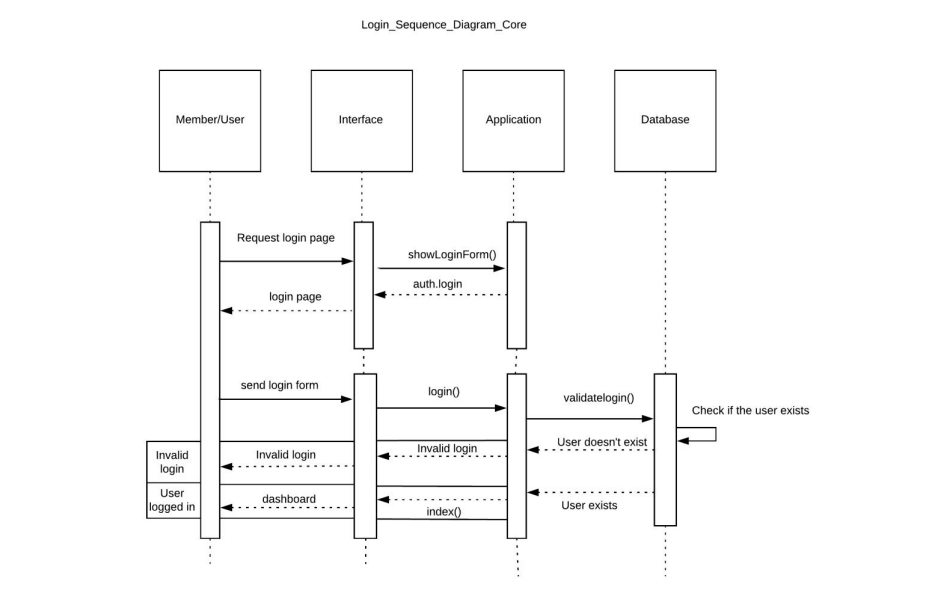 Login_Sequence_Diagram_Core
Member/User
Interface
Application
Database
Request login page
showLoginForm()
auth.login
login page
send login form
login()
validatelogin()
Check if the user exists
User doesn't exist
Invalid login
Invalid login
Invalid
login
User
logged in
dashboard
index()
User exists